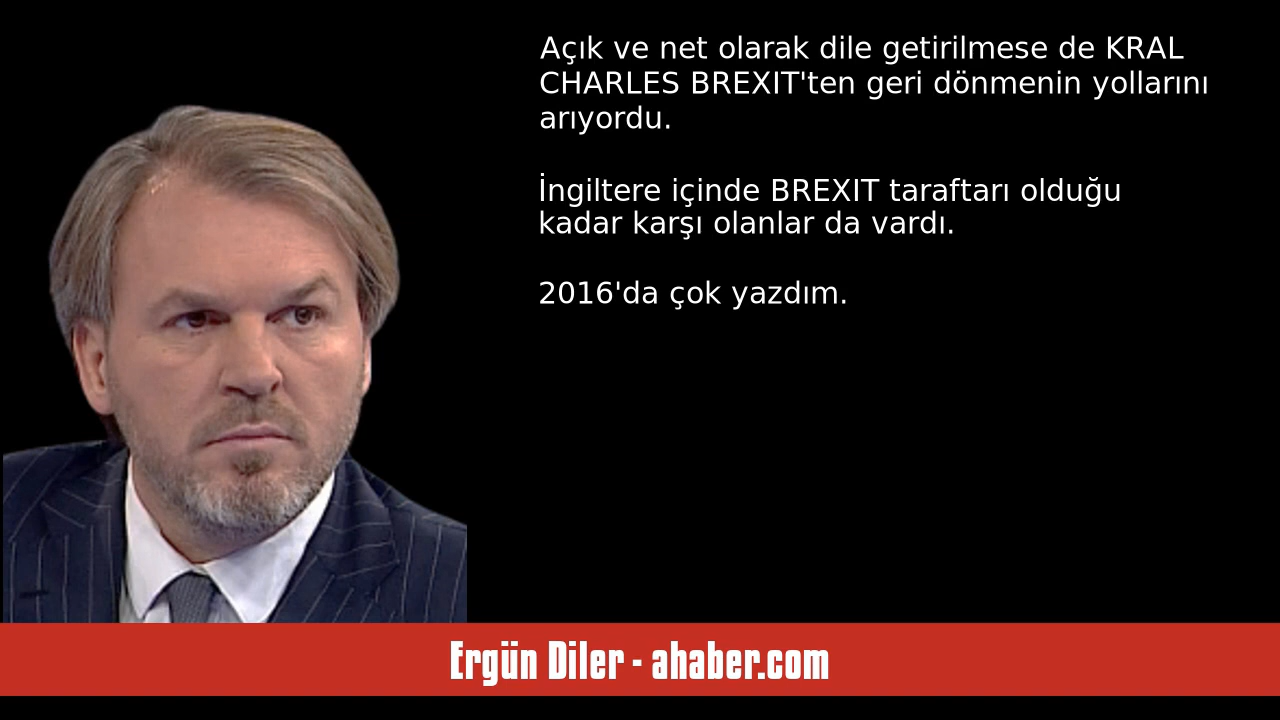 Açık ve net olarak dile getirilmese de KRAL
CHARLES BREXIT'ten geri dönmenin yollarını
arıyordu.
İngiltere içinde BREXIT taraftarı olduğu
kadar karşı olanlar da vardı.
2016'da çok yazdım.
Ergün Diler - ahaber.com